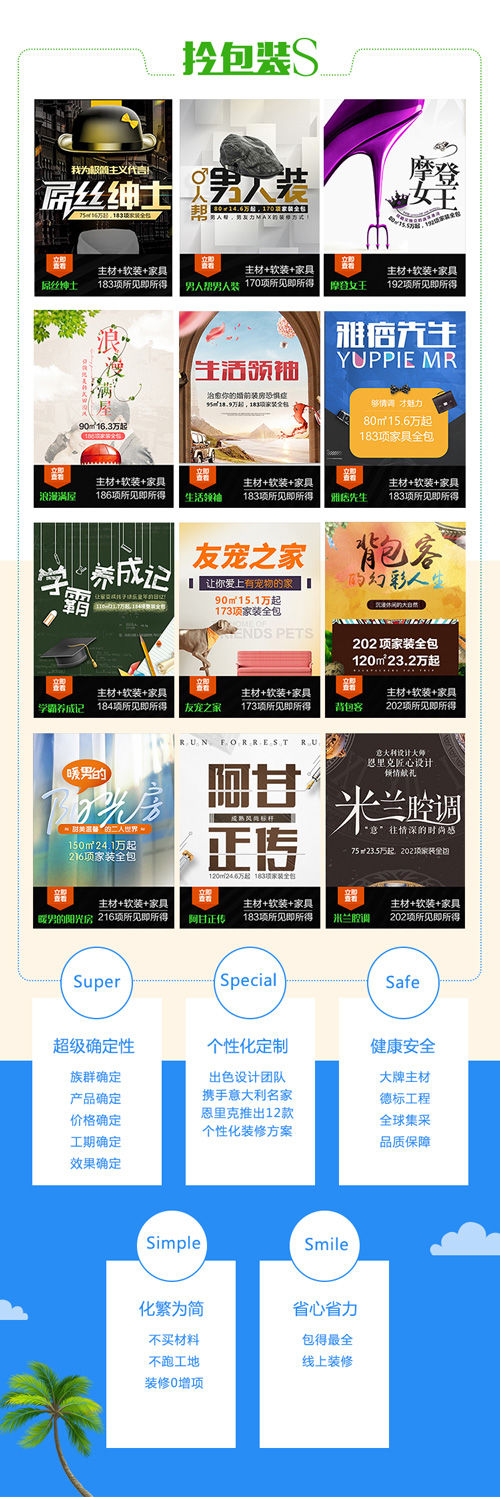 拎包装S
我为极简主义代言!
屌丝绅士
75㎡16万起,183项家装全包
立即查看
屌丝绅士
主材+软装+家具
183项所见即所得
男人帮
男人装
80㎡14.6万起,170项家装全包
男人帮,男友力MAX的装修方式!
立即查看
男人帮男人装
主材+软装+家具
170项所见即所得
摩登女王
80㎡15.5万起,192项家装全包
立即查看
摩登女王
主材+软装+家具
192项所见即所得
浪漫满屋
90㎡16.3万起
186项家装全包
立即查看
浪漫满屋
主材+软装+家具
186项所见即所得
生活领袖
治愈你的婚前装房恐惧症
95㎡18.9万起,183项家装全包
立即查看
生活领袖
主材+软装+家具
183项所见即所得
雅痞先生
YUPPIE MR
够情调 才魅力
80㎡15.6万起
183项家具全包
立即查看
雅痞先生
主材+软装+家具
183项所见即所得
学霸养成记
110㎡21.7万起,184项整装全包
立即查看
学霸养成记
主材+软装+家具
184项所见即所得
友宠之家
让你爱上有宠物的家
90㎡15.1万起
173项家装全包
HOME OF
FRIENDS PETS
立即查看
友宠之家
主材+软装+家具
173项所见即所得
背包客
的幻彩人生
沉浸休闲的大自然
202项家装全包
120㎡23.2万起
立即查看
背包客
主材+软装+家具
202项所见即所得
暖男的
阳光房
≈ 甜美温馨 的二人世界 ≈
150㎡24.1万起
216项家装全包
立即查看
暖男的阳光房
主材+软装+家具
216项所见即所得
RUN FORREST RU
阿甘
成熟风尚标杆
正传
120㎡24.6万起 183项家装全包
立即查看
阿甘正传
主材+软装+家具
183项所见即所得
意大利设计大师
恩里克匠心设计
倾情献礼
米兰腔调
“意”往情深的时尚感
75㎡23.5万起, 202项家装全包
立即查看
米兰腔调
主材+软装+家具
202项所见即所得
Super
超级确定性
族群确定
产品确定
价格确定
工期确定
效果确定
Special
个性化定制
出色设计团队
携手意大利名家
恩里克推出12款
个性化装修方案
Safe
健康安全
大牌主材
德标工程
全球集采
品质保障
Simple
化繁为简
不买材料
不跑工地
装修0增项
Smile
省心省力
包得最全
线上装修